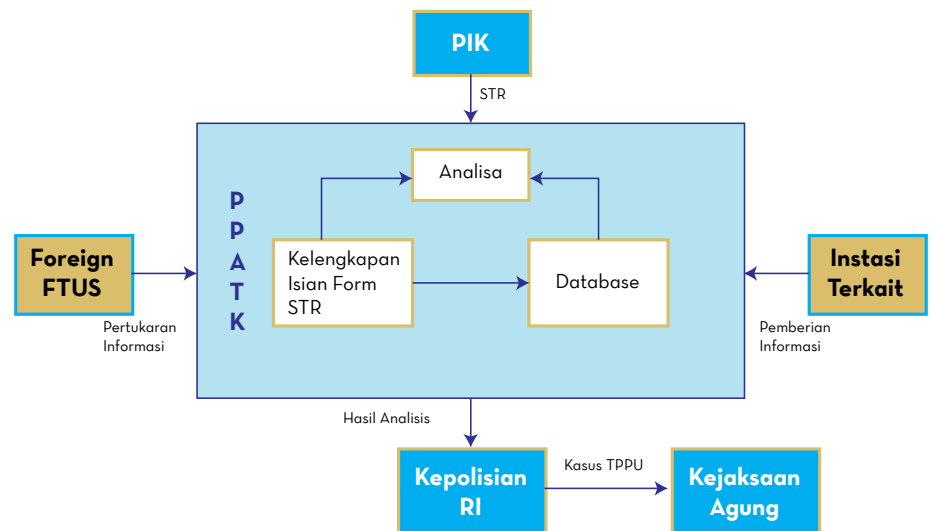 PIK
STR
P
P
A
T
K
Analisa
Kelengkapan
Isian Form
STR
Database
Foreign
FTUS
Pertukaran
Informasi
Instasi
Terkait
Pemberian
Informasi
Hasil Analisis
Kepolisian
RI
Kasus TPPU
Kejaksaan
Agung